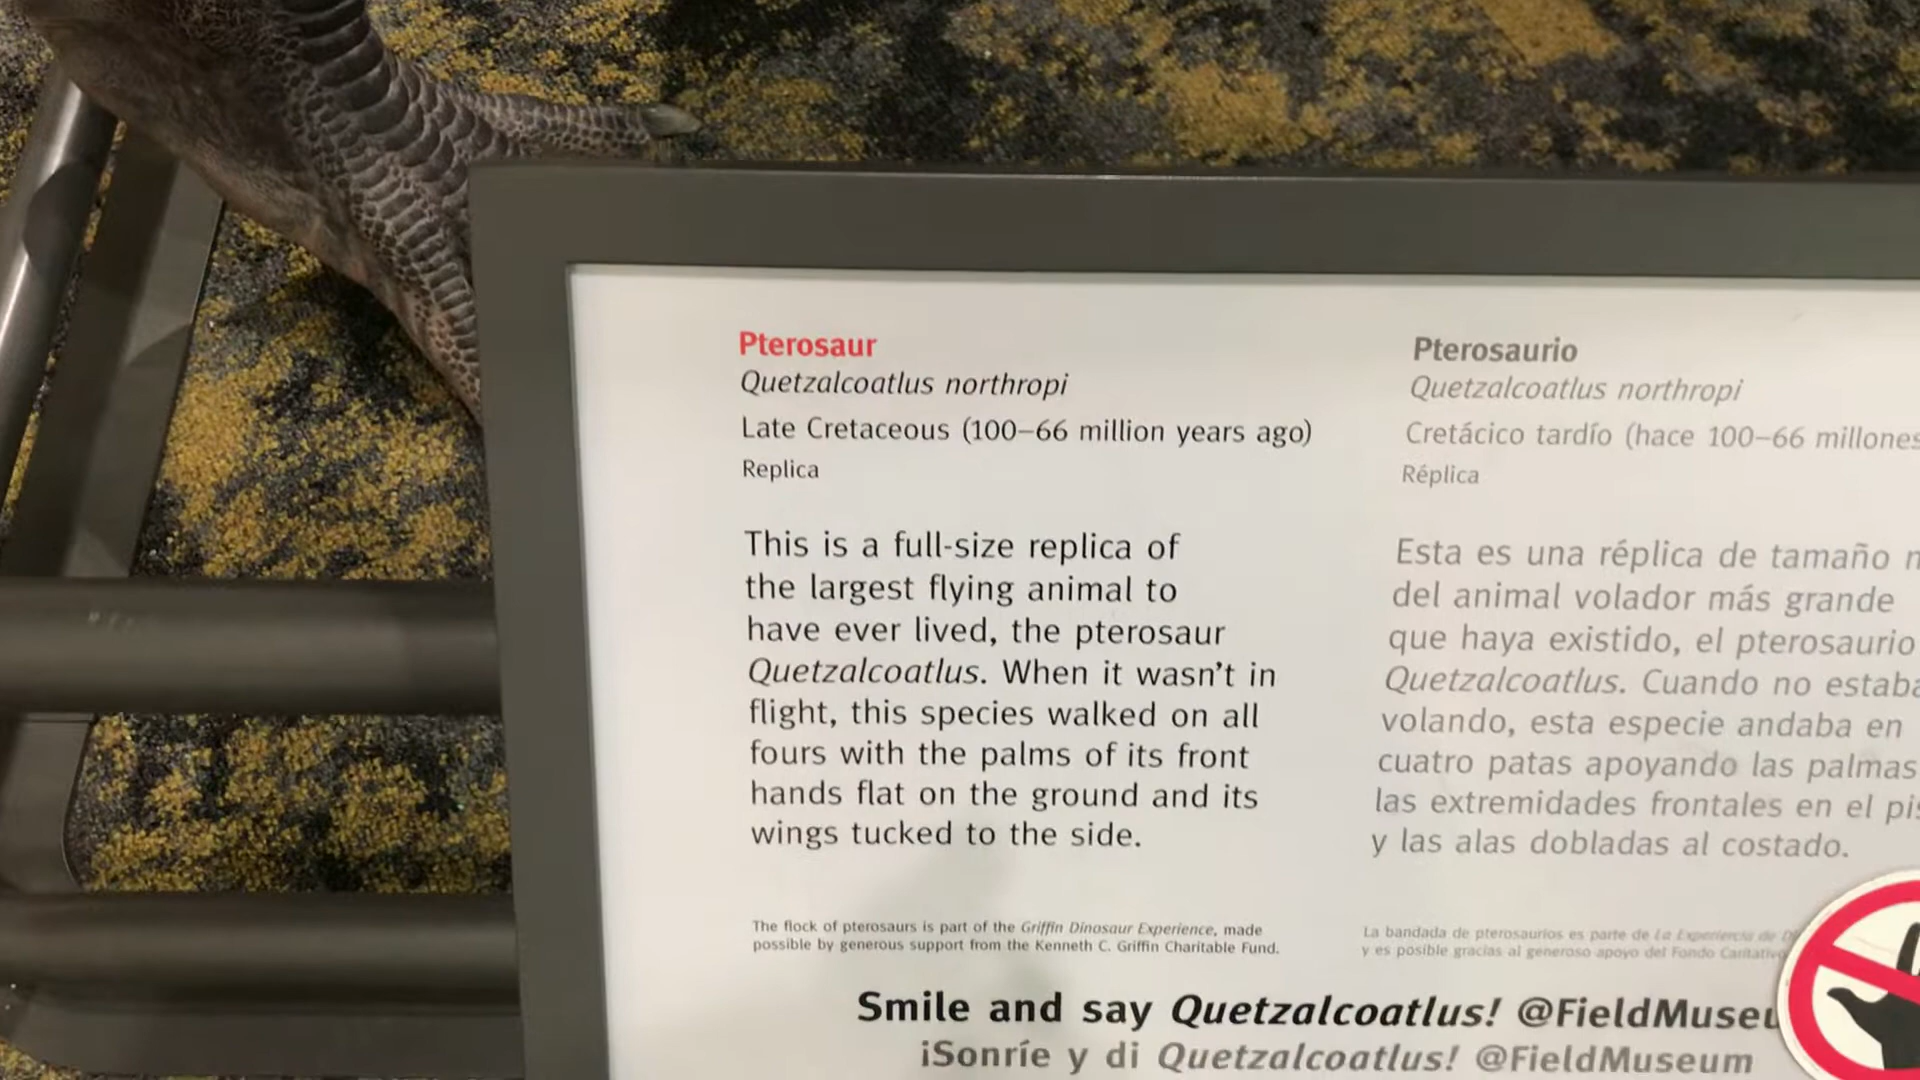 Pterosaur
Quetzalcoatlus northropi
Late Cretaceous (100–66 million years ago)
Replica
This is a full-size replica of
the largest flying animal to
have ever lived, the pterosaur
Quetzalcoatlus. When it wasn’t in
flight, this species walked on all
fours with the palms of its front
hands flat on the ground and its
wings tucked to the side.
The flock of pterosaurs is part of the Griffin Dinosaur Experience, made
possible by generous support from the Kenneth C. Griffin Charitable Fund.
Pterosaurio
Quetzalcoatlus northropi
Cretácico tardío (hace 100–66 millones
Réplica
Esta es una réplica de tamaño
del animal volador más grande
que haya existido, el pterosaurio
Quetzalcoatlus. Cuando no estaba
volando, esta especie andaba en
cuatro patas apoyando las palmas
las extremidades frontales en el
y las alas dobladas al costado.
La bandada de pterosaurios es parte de La Experiencia de
y es posible gracias al generoso apoyo del Fondo Caritativo
Smile and say Quetzalcoatlus! @FieldMuseu
¡Sonríe y di Quetzalcoatlus! @FieldMuseum